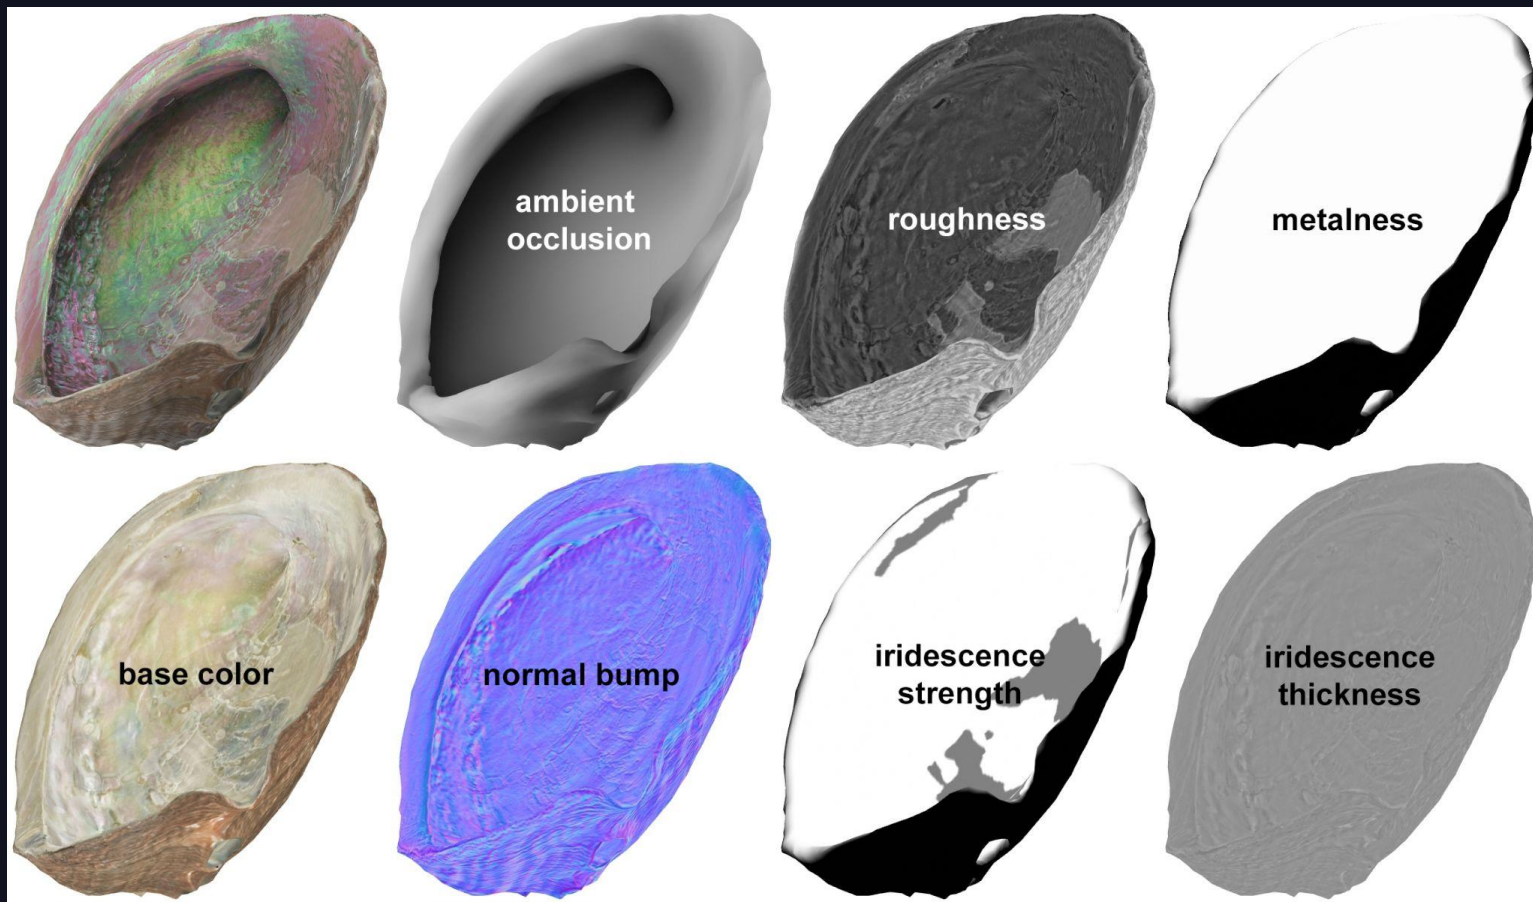 ambient
occlusion
roughness
metalness
base color
normal bump
iridescence
strength
iridescence
thickness